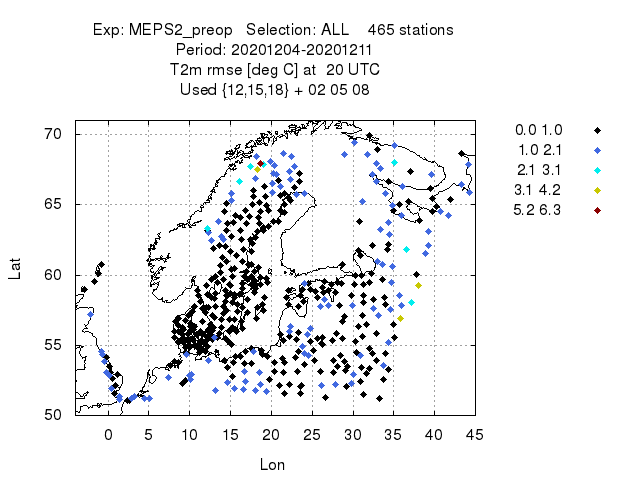 Exp: MEPS2_preop Selection: ALL 465 stations
Period: 20201204-20201211
T2m rmse [deg C] at 20 UTC
Used {12,15,18} + 02 05 08
70
65
60
55
50
Lat
0 5 10 15 20 25 30 35 40 45
Lon
0.0 1.0
1.0 2.1
2.1 3.1
3.1 4.2
5.2 6.3